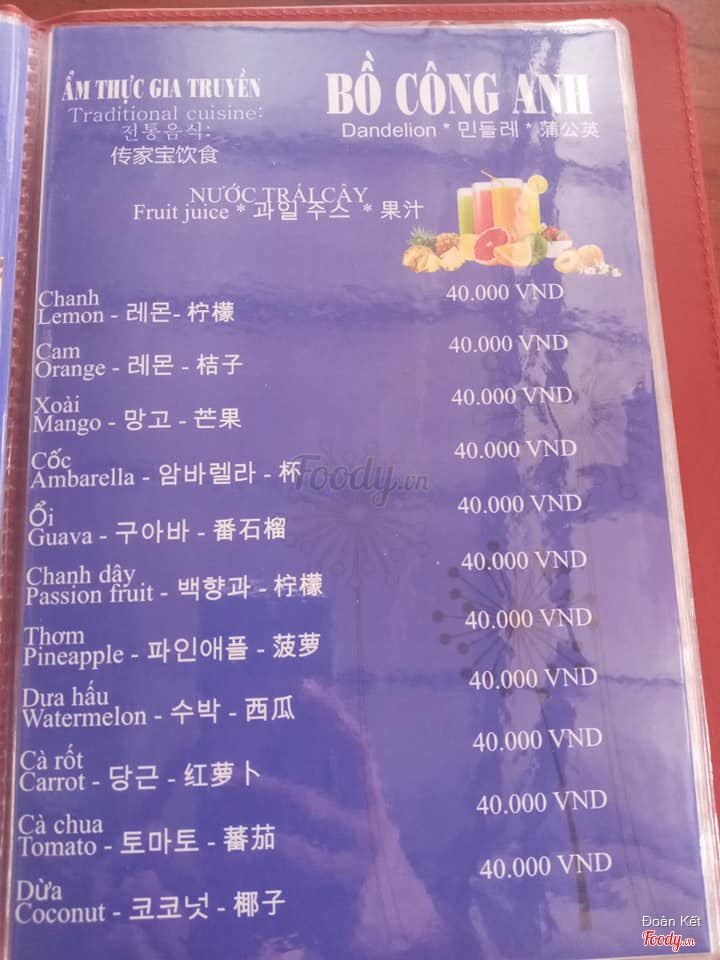 ẨM THỰC GIA TRUYỀN
Traditional cuisine:
전통음식:
传家宝饮食
BỒ CÔNG ANH
Dandelion * 민들레 * 蒲公英
NƯỚC TRÁI CÂY
Fruit juice * 과일 주스 * 果汁
Chanh
Lemon - 레몬- 柠檬
40.000 VND
Cam
Orange - 레몬 - 桔子
40.000 VND
Xoài
Mango - 망고 - 芒果
40.000 VND
Cốc
Ambarella - 암바렐라 - 杯
40.000 VND
Ổi
Guava - 구아바 - 番石榴
40.000 VND
Chanh dây
Passion fruit - 백향과 - 柠檬
40.000 VND
Thơm
Pineapple - 파인애플 - 菠萝
40.000 VND
Dưa hấu
Watermelon - 수박 - 西瓜
40.000 VND
Cà rốt
Carrot - 당근 - 红萝卜
40.000 VND
Cà chua
Tomato - 토마토 - 蕃茄
40.000 VND
Dừa
Coconut - 코코넛 - 椰子
40.000 VND
Foody.vn
Đoàn Kết
Foody.vn